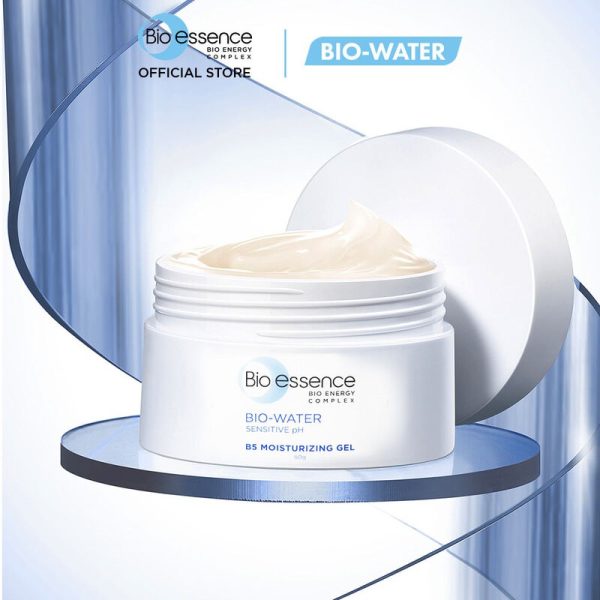 Bio essence
BIO ENERGY
COMPLEX
OFFICIAL STORE
BIO-WATER
Bio essence
BIO ENERGY
COMPLEX
BIO-WATER
SENSITIVE pH
B5 MOISTURIZING GEL
50g